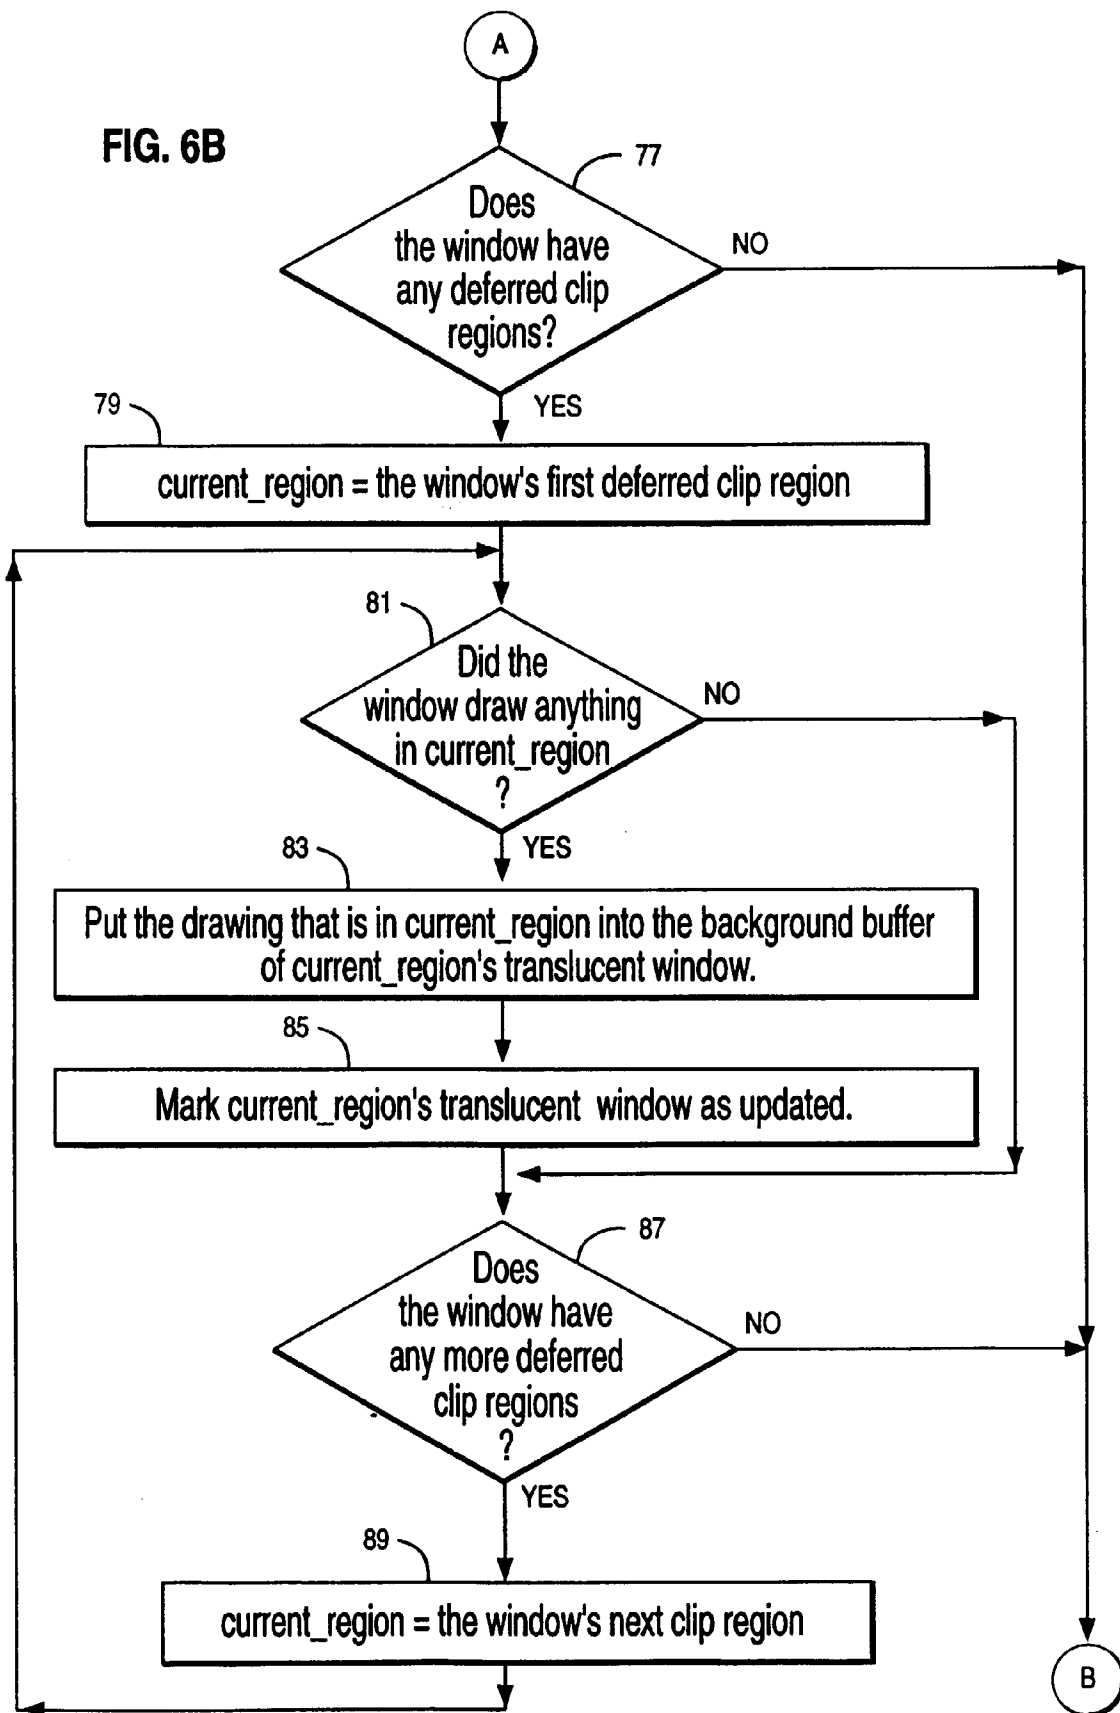 A
FIG. 6B
77
Does
the window have
any deferred clip
regions?
NO
YES
79
current_region = the window's first deferred clip region
81
Did the
window draw anything
in current_region
?
NO
YES
83
Put the drawing that is in current_region into the background buffer
of current_region's translucent window.
85
Mark current_region's translucent window as updated.
87
Does
the window have
any more deferred
clip regions
?
NO
YES
89
current_region = the window's next clip region
B